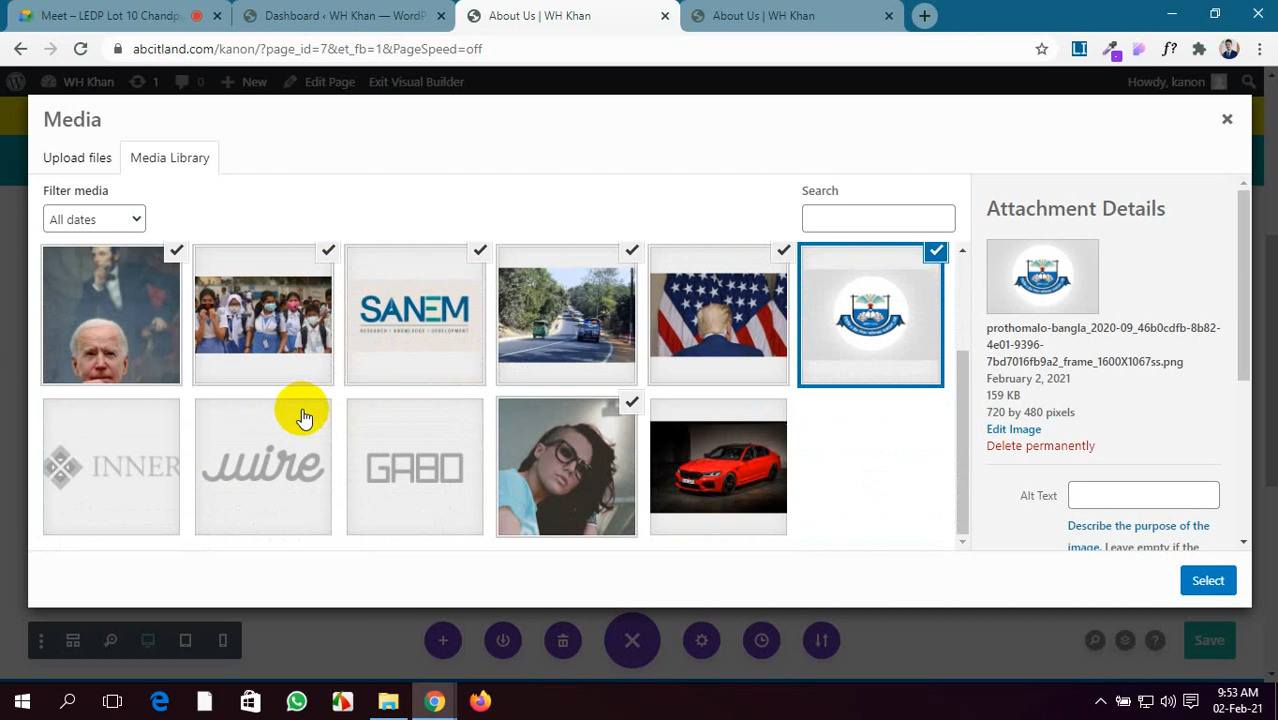 Meet – LEDP Lot 10 Chandp
Dashboard ‹ WH Khan — WordP
About Us | WH Khan
About Us | WH Khan
abcitland.com/kanon/?page_id=7&et_fb=1&PageSpeed=off
WH Khan
1
0
New
Edit Page
Exit Visual Builder
Howdy, kanon
Media
Upload files
Media Library
Filter media
All dates
Search
SANEM
INNER
wire
GABO
Attachment Details
prothomalo-bangla_2020-09_46b0cdfb-8b82-
4e01-9396-
7bd7016fb9a2_frame_1600X1067ss.png
February 2, 2021
159 KB
720 by 480 pixels
Edit Image
Delete permanently
Alt Text
Describe the purpose of the
image. Leave empty if the
Select
Save
9:53 AM
02-Feb-21